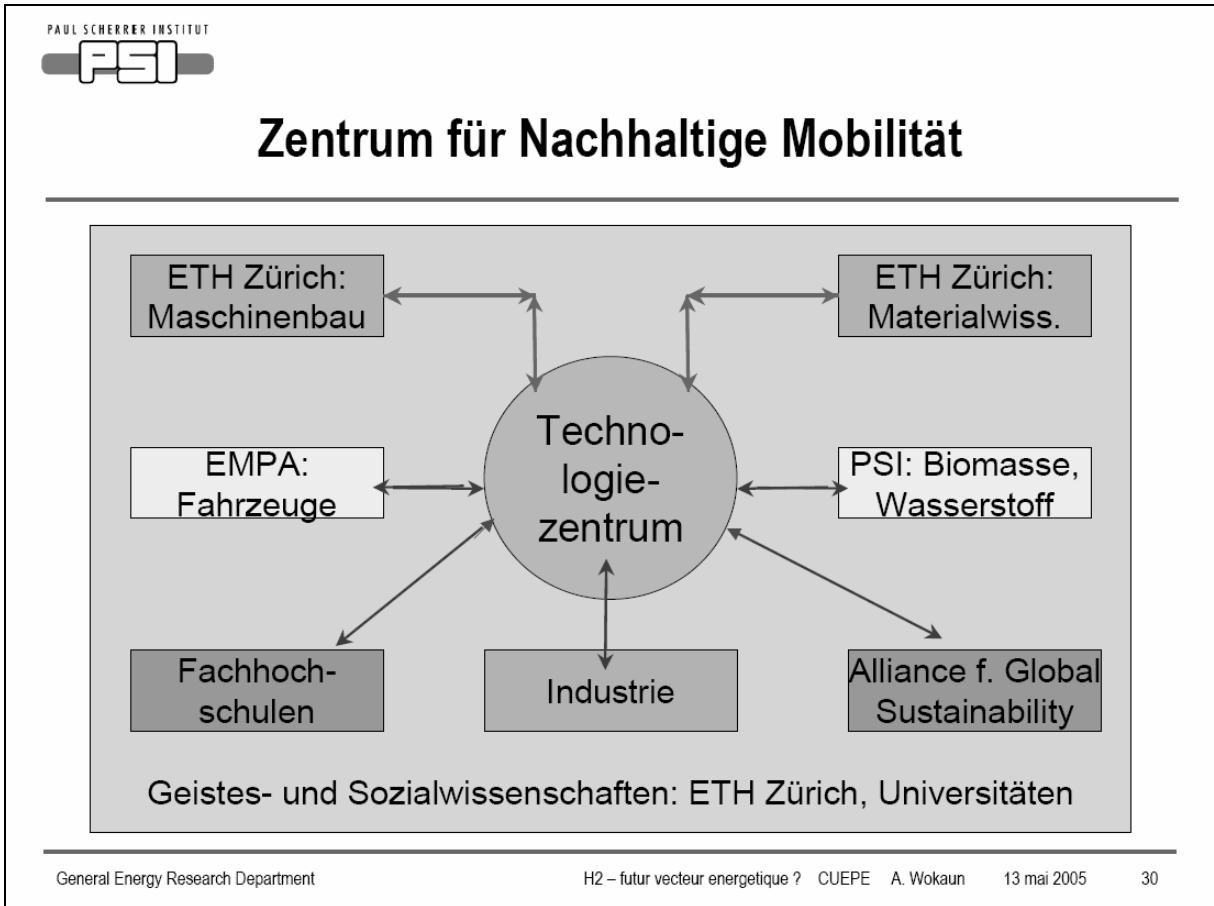 PAUL SCHERRER INSTITUT
PSI
Zentrum für Nachhaltige Mobilität
ETH Zürich:
Maschinenbau
ETH Zürich:
Materialwiss.
Techno-
logie-
zentrum
EMPA:
Fahrzeuge
PSI: Biomasse,
Wasserstoff
Fachhoch-
schulen
Industrie
Alliance f. Global
Sustainability
Geistes- und Sozialwissenschaften: ETH Zürich, Universitäten
General Energy Research Department H2 – futur vecteur energetique ? CUEPE A. Wokaun 13 mai 2005 30